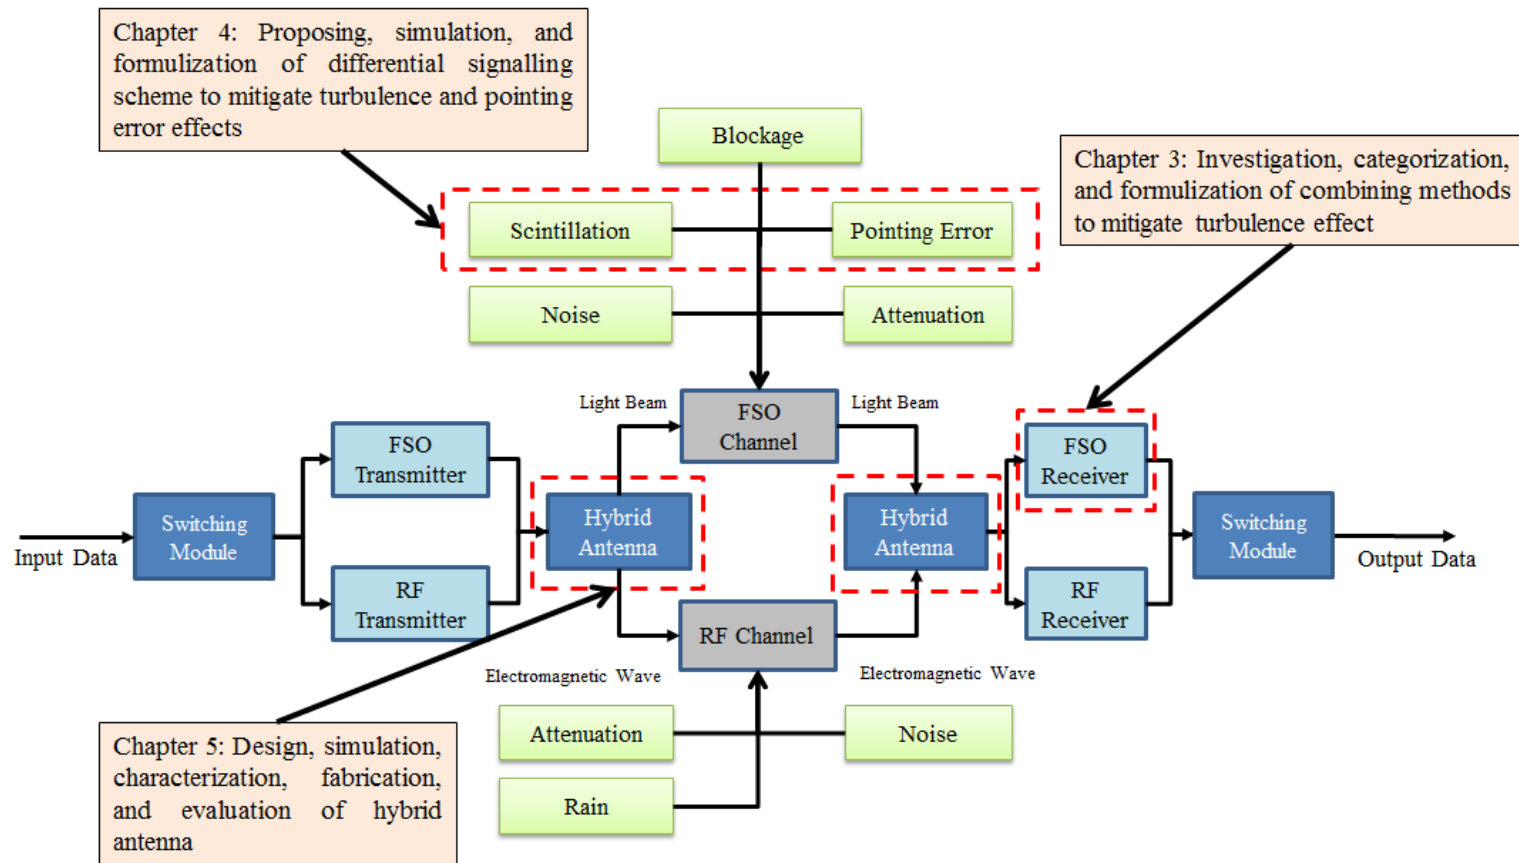 Chapter 4: Proposing, simulation, and
formulization of differential signalling
scheme to mitigate turbulence and pointing
error effects
Blockage
Chapter 3: Investigation, categorization,
and formulization of combining methods
to mitigate turbulence effect
Scintillation
Pointing Error
Noise
Attenuation
Light Beam
FSO
Channel
Light Beam
FSO
Transmitter
FSO
Receiver
Switching
Module
Hybrid
Antenna
Hybrid
Antenna
Switching
Module
Input Data
Output Data
RF
Transmitter
RF Channel
RF
Receiver
Electromagnetic Wave
Electromagnetic Wave
Attenuation
Noise
Rain
Chapter 5: Design, simulation,
characterization, fabrication,
and evaluation of hybrid
antenna